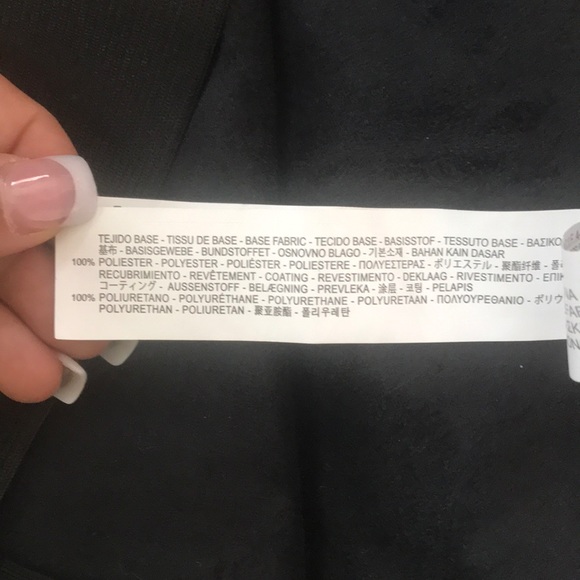 TEJIDO BASE - TISSU DE BASE - BASE FABRIC - TECIDO BASE - BASISSTOF - TESSUTO BASE - ΒΑΣΙΚΟ
基布 - BASISGEWEBE - BUNDSTOFFET - OSNOVNO BLAGO - 기본소재 - BAHAN KAIN DASAR
100% POLIESTER - POLYESTER - POLIÉSTER - POLIESTERE - ΠΟΛΥΕΣΤΕΡΑΣ - ポリエステル - 聚酯纤维 - 폴
RECUBRIMIENTO - REVÊTEMENT - COATING - REVESTIMENTO - DEKLAAG - RIVESTIMENTO - ΕΠΙΚ
コーティング - AUSSENSTOFF - BELÆGNING - PREVLEKA - 涂层 - 코팅 - PELAPIS
100% POLIURETANO - POLYURÉTHANE - POLYURETHANE - POLYURETAAN - ΠΟΛΥΟΥΡΕΘΑΝΙΟ - ポリウ
POLYURETHAN - POLIURETAN - 聚亚胺酯 - 폴리우레탄